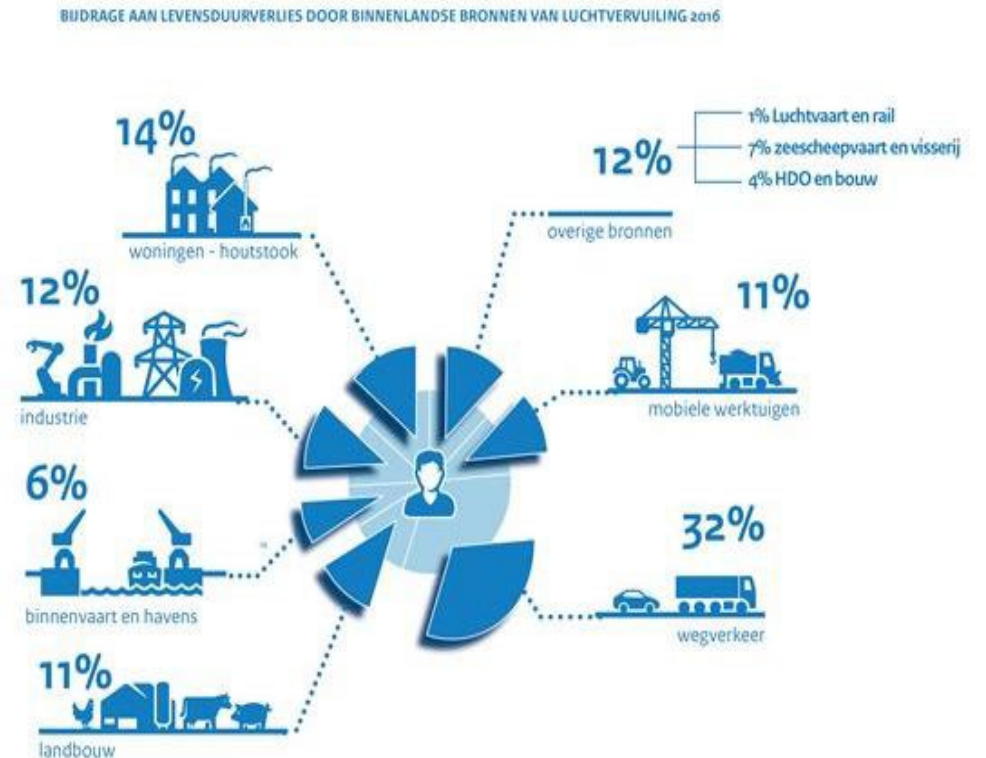 BIJDRAGE AAN LEVENSDUURVERLIES DOOR BINNENLANDSE BRONNEN VAN LUCHTVERVUILING 2016
14%
woningen - houtstook
12%
1% Luchtvaart en rail
7% zeescheepvaart en visserij
4% HDO en bouw
overige bronnen
12%
industrie
11%
mobiele werktuigen
6%
binnenvaart en havens
32%
wegverkeer
11%
landbouw